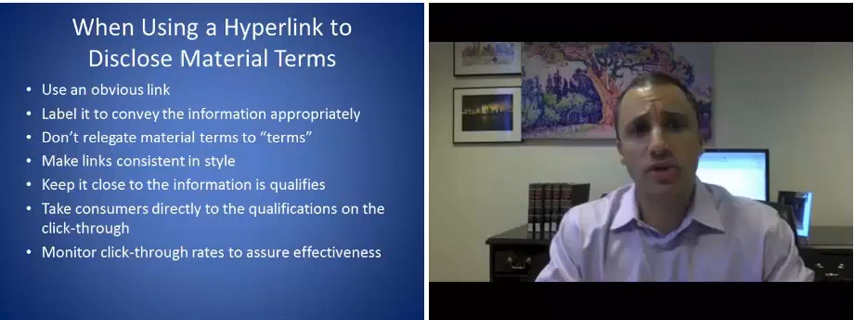 When Using a Hyperlink to
Disclose Material Terms
• Use an obvious link
• Label it to convey the information appropriately
• Don't relegate material terms to “terms”
• Make links consistent in style
• Keep it close to the information is qualifies
• Take consumers directly to the qualifications on the
click-through
• Monitor click-through rates to assure effectiveness